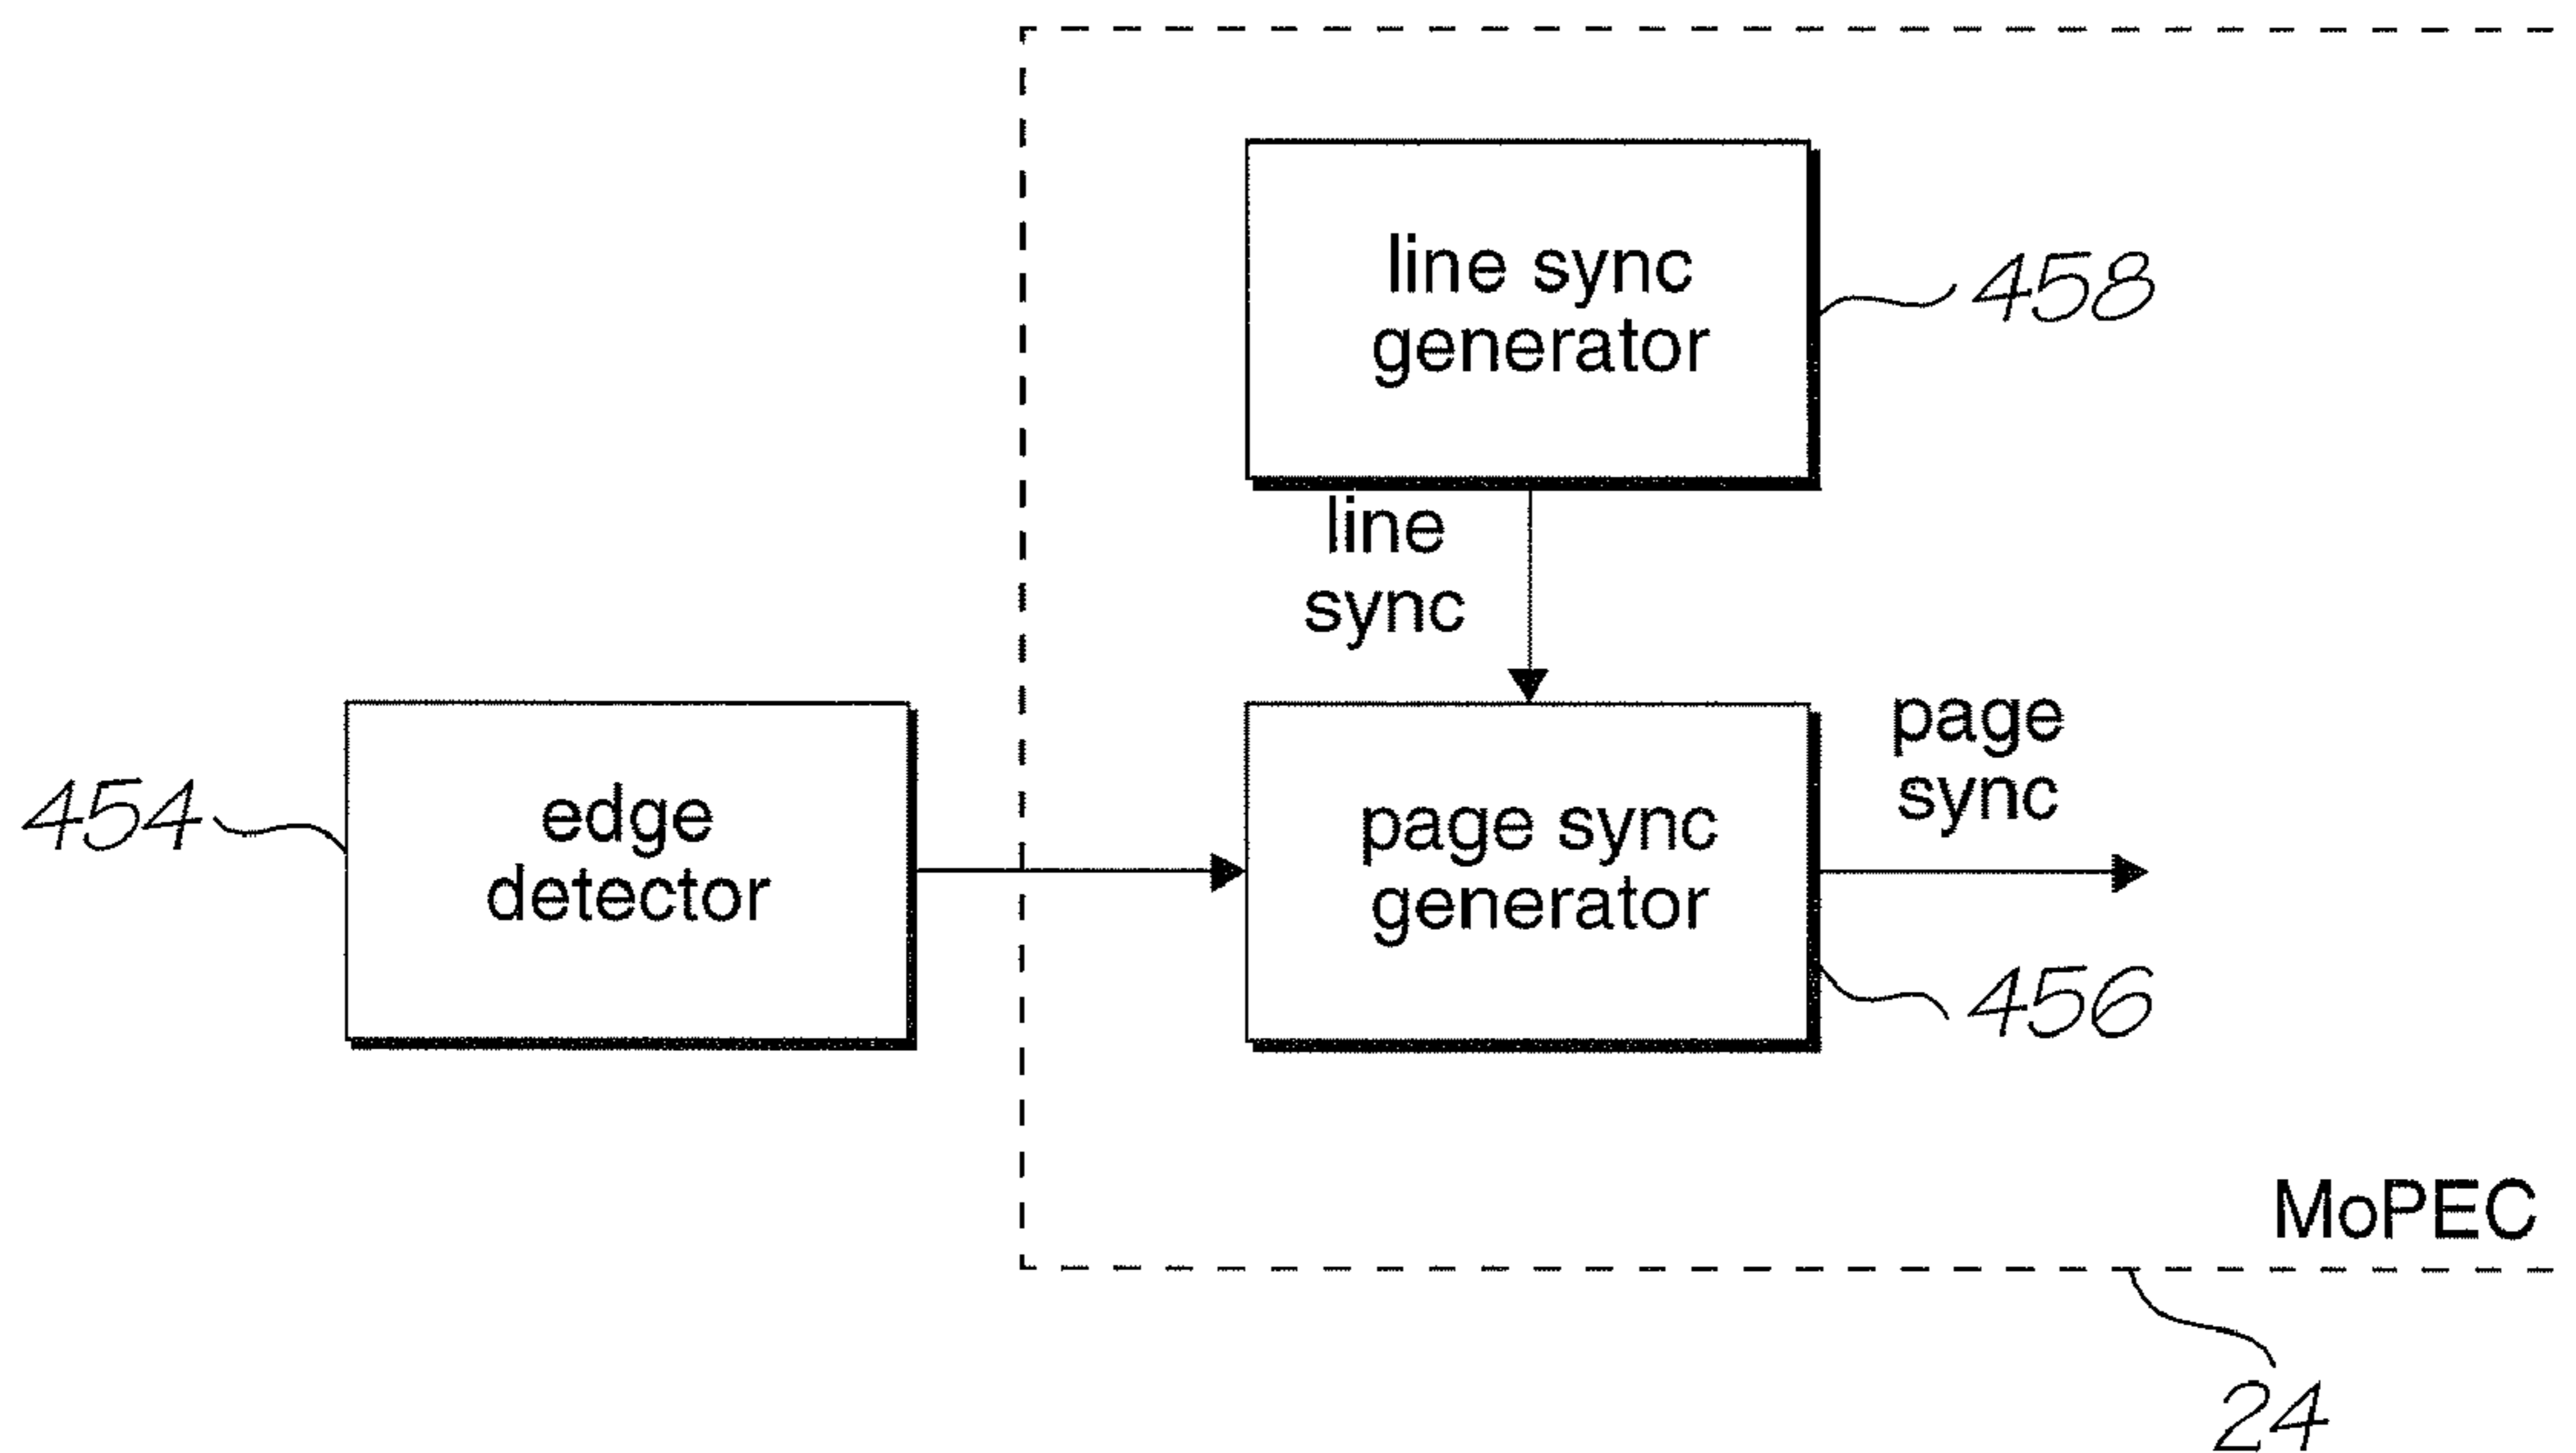 line sync
generator
458
line
sync
page
sync
454
edge
detector
page sync
generator
456
MoPEC
24